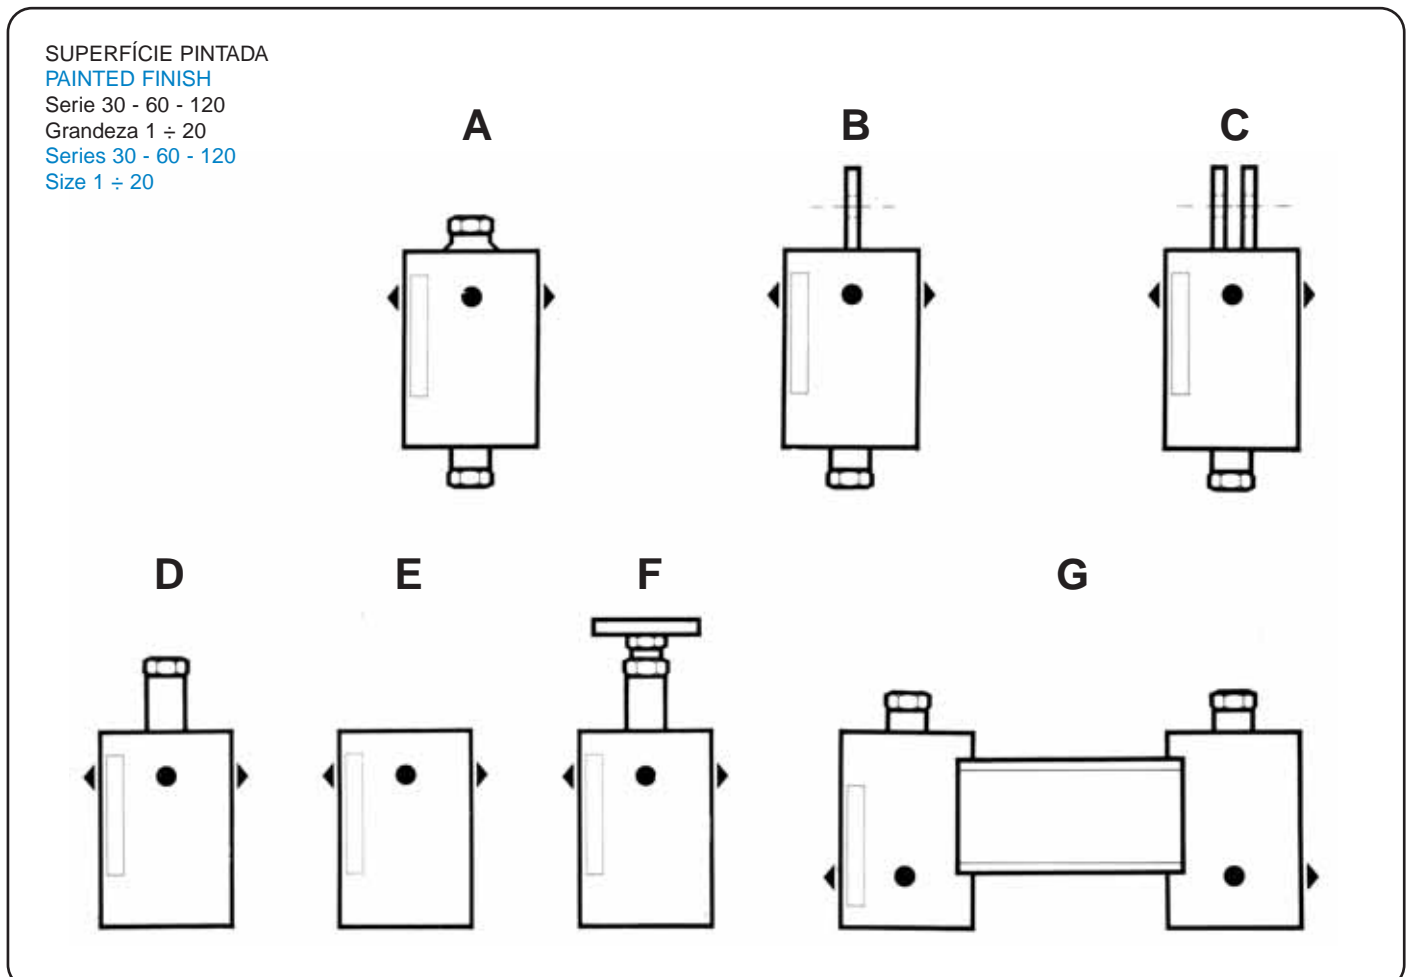 SUPERFÍCIE PINTADA
PAINTED FINISH
Serie 30 - 60 - 120
Grandeza 1 ÷ 20
Series 30 - 60 - 120
Size 1 ÷ 20
A B C
D E F G